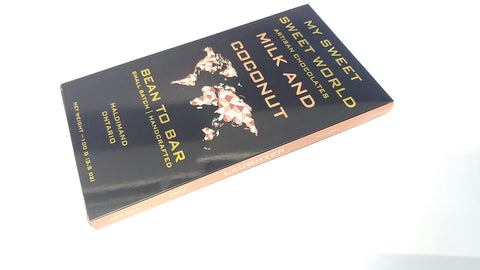 MY SWEET
SWEET WORLD
ARTISAN CHOCOLATES
MILK AND
COCONUT
BEAN TO BAR
SMALL BATCH | HANDCRAFTED
HALDIMAND
ONTARIO
NET WEIGHT - 100 G (3.5 OZ)
LAUGHTER